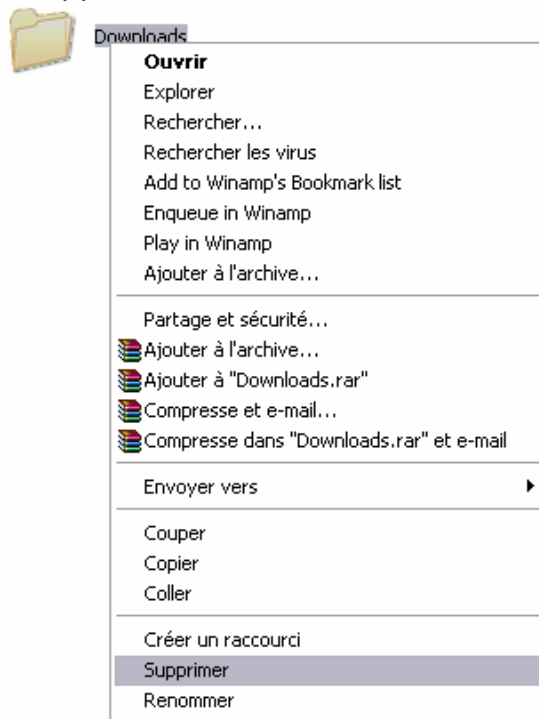 Downloads
Ouvrir
Explorer
Rechercher...
Rechercher les virus
Add to Winamp's Bookmark list
Enqueue in Winamp
Play in Winamp
Ajouter à l'archive...
Partage et sécurité...
Ajouter à l'archive...
Ajouter à "Downloads.rar"
Compresse et e-mail...
Compresse dans "Downloads.rar" et e-mail
Envoyer vers
Couper
Copier
Coller
Créer un raccourci
Supprimer
Renommer